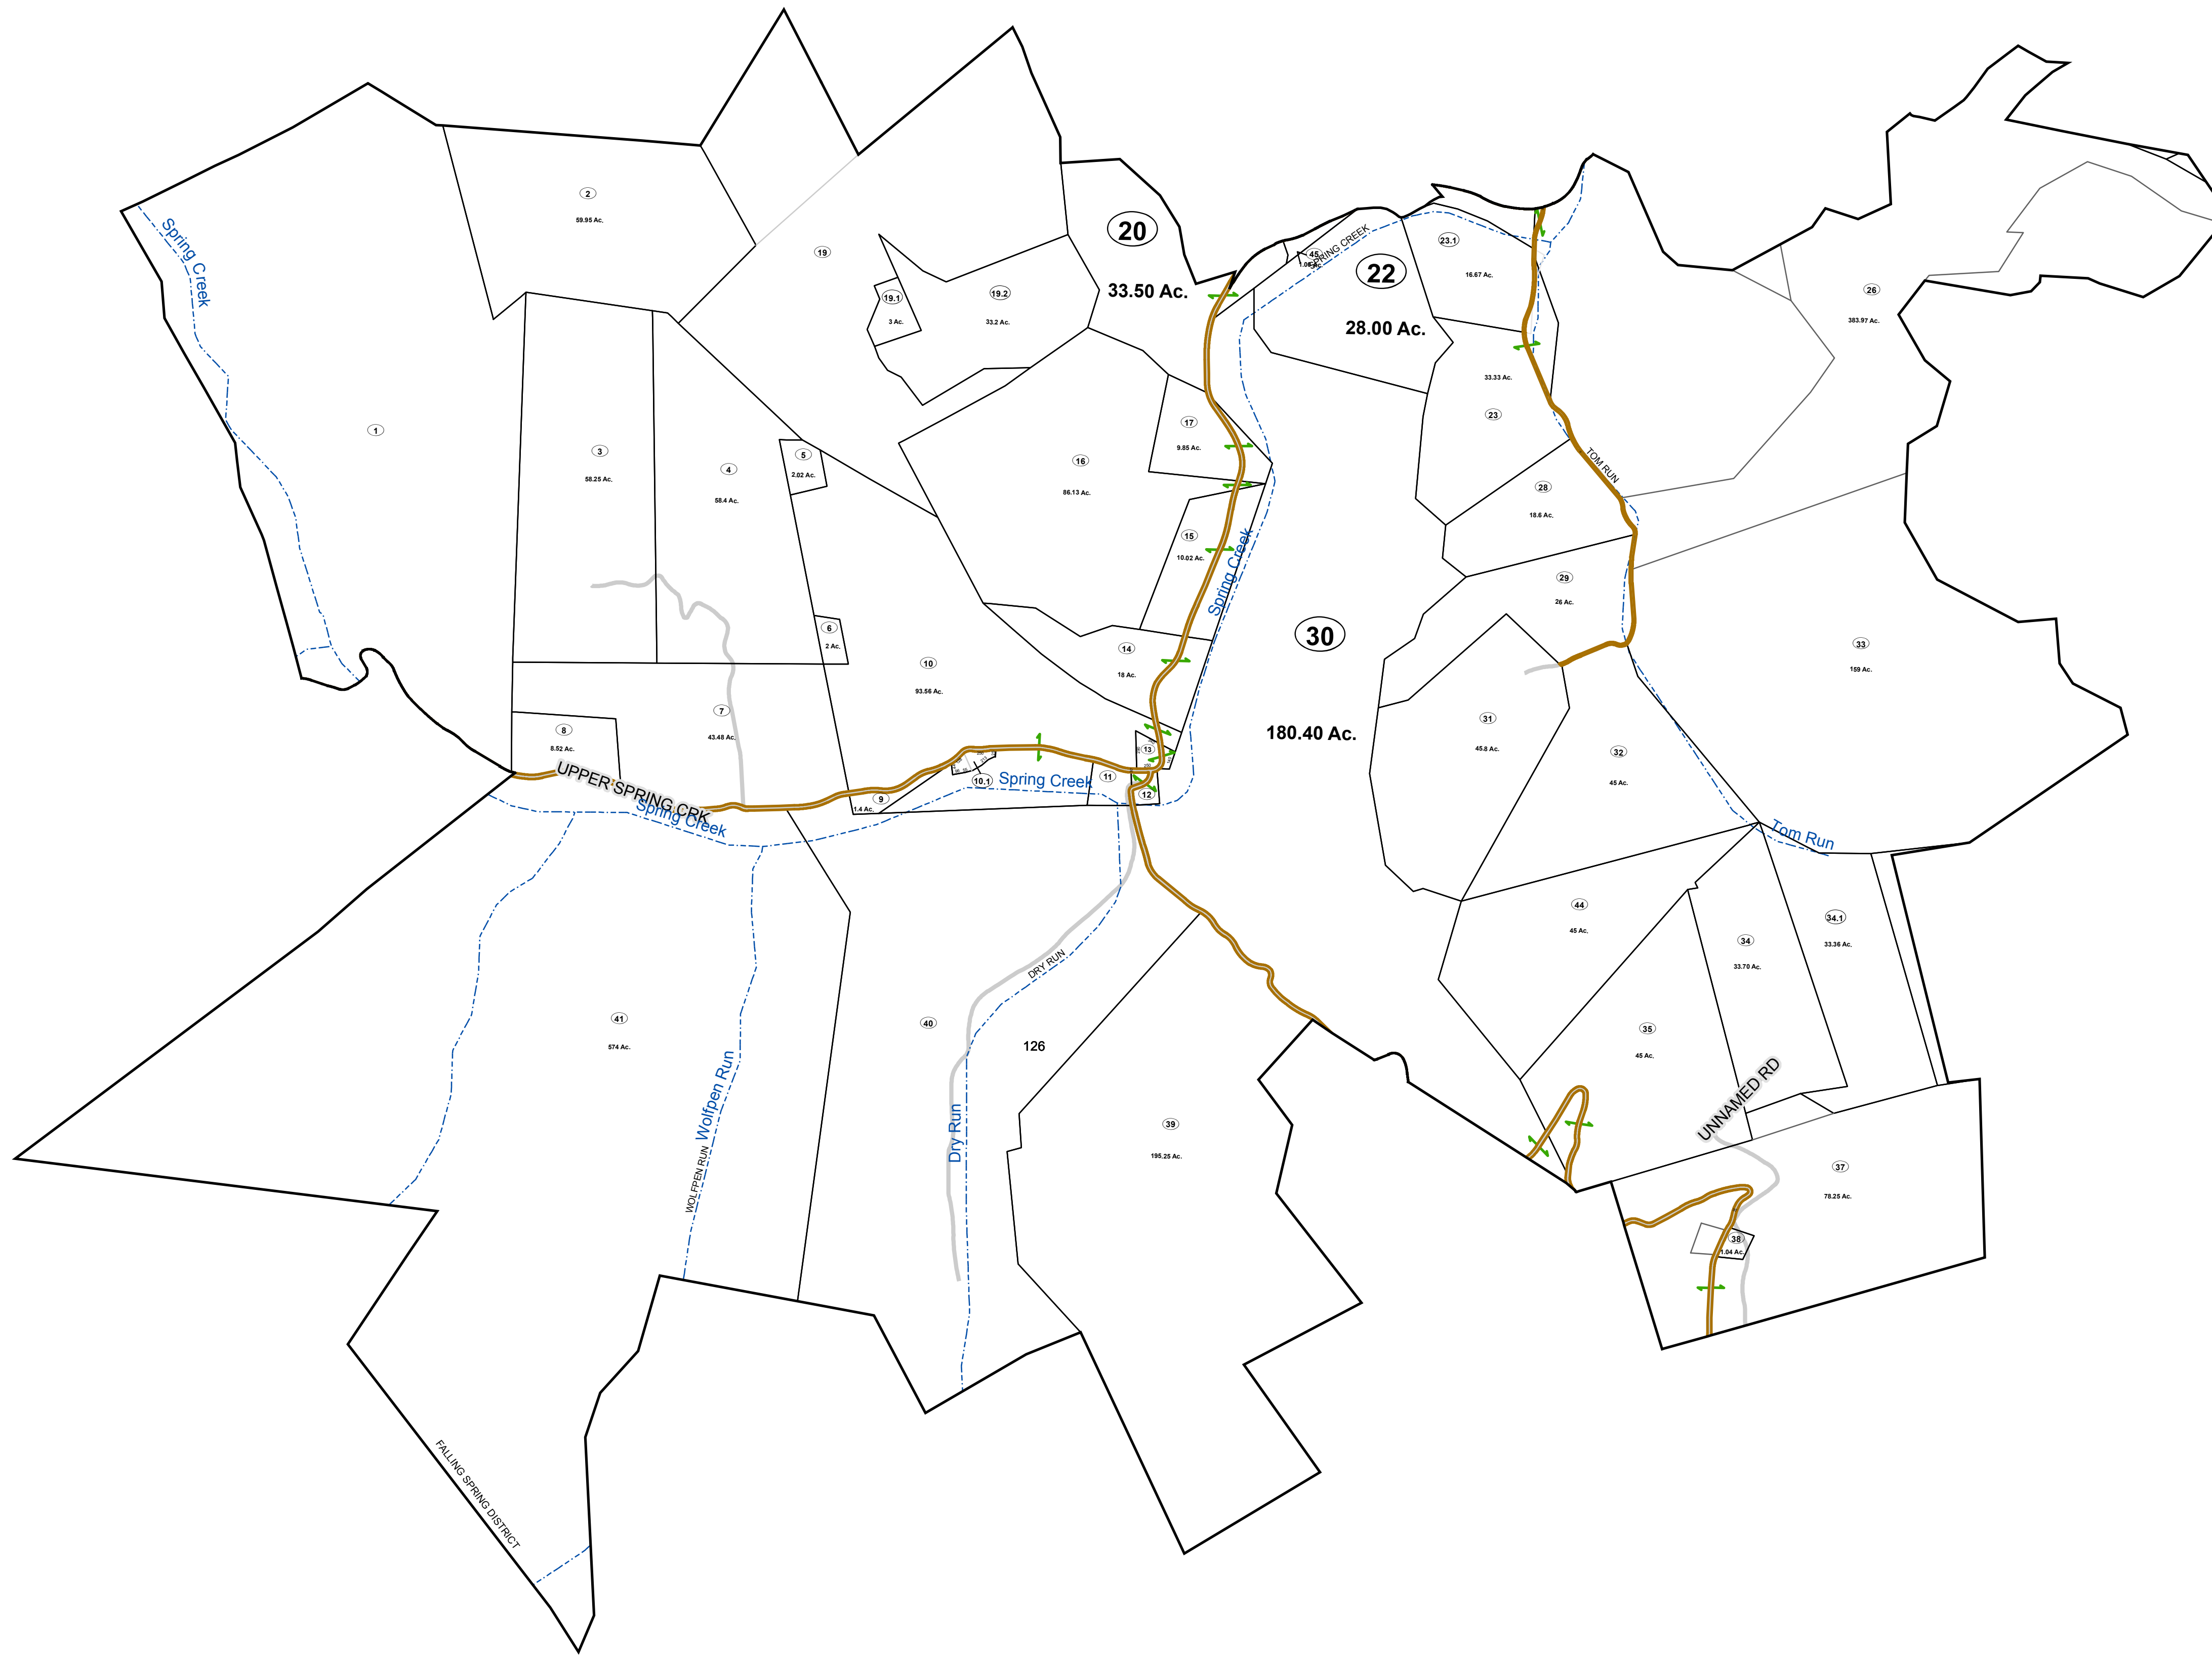 2
59.95 Ac.
20
33.50 Ac.
Spring Creek
19
19.1
3 Ac.
19.2
33.2 Ac.
45
SPRING CREEK
22
28.00 Ac.
23.1
16.67 Ac.
26
383.97 Ac.
1
3
58.25 Ac.
4
58.4 Ac.
5
2.02 Ac.
16
86.13 Ac.
17
9.85 Ac.
33.33 Ac.
23
TOM RUN
28
18.6 Ac.
15
10.02 Ac.
Spring Creek
29
26 Ac.
6
2 Ac.
10
93.56 Ac.
14
18 Ac.
30
180.40 Ac.
33
159 Ac.
7
43.48 Ac.
8
8.52 Ac.
31
45.8 Ac.
32
45 Ac.
UPPER SPRING CRK
Spring Creek
9
1.4 Ac.
10.1
Spring Creek
11
13
12
Tom Run
44
45 Ac.
34
33.70 Ac.
34.1
33.36 Ac.
DRY RUN
41
574 Ac.
40
126
35
45 Ac.
Wolfpen Run
WOLFPEN RUN
Dry Run
39
195.25 Ac.
UNNAMED RD
37
78.25 Ac.
38
1.04 Ac.
FALLING SPRING DISTRICT